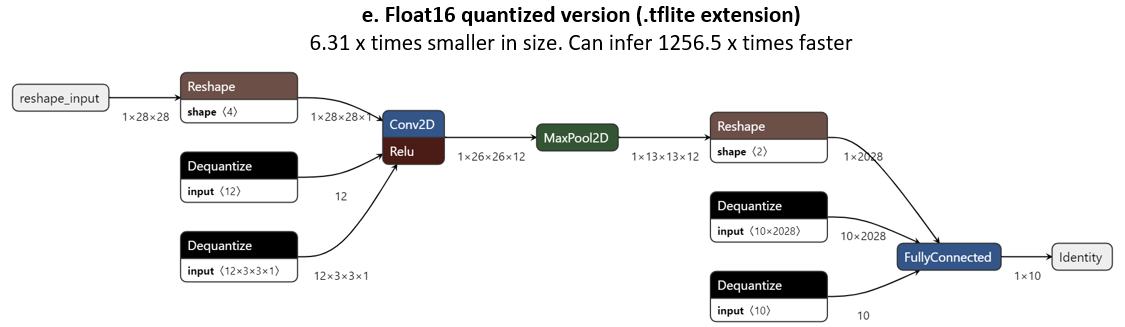 e. Float16 quantized version (.tflite extension)
6.31 x times smaller in size. Can infer 1256.5 x times faster
reshape_input
1×28×28
Reshape
shape ⟨4⟩
1×28×28×1
Dequantize
input ⟨12⟩
12
Dequantize
input ⟨12×3×3×1⟩
12×3×3×1
Conv2D
Relu
1×26×26×12
MaxPool2D
1×13×13×12
Reshape
shape ⟨2⟩
1×2028
Dequantize
input ⟨10×2028⟩
10×2028
Dequantize
input ⟨10⟩
10
FullyConnected
1×10
Identity